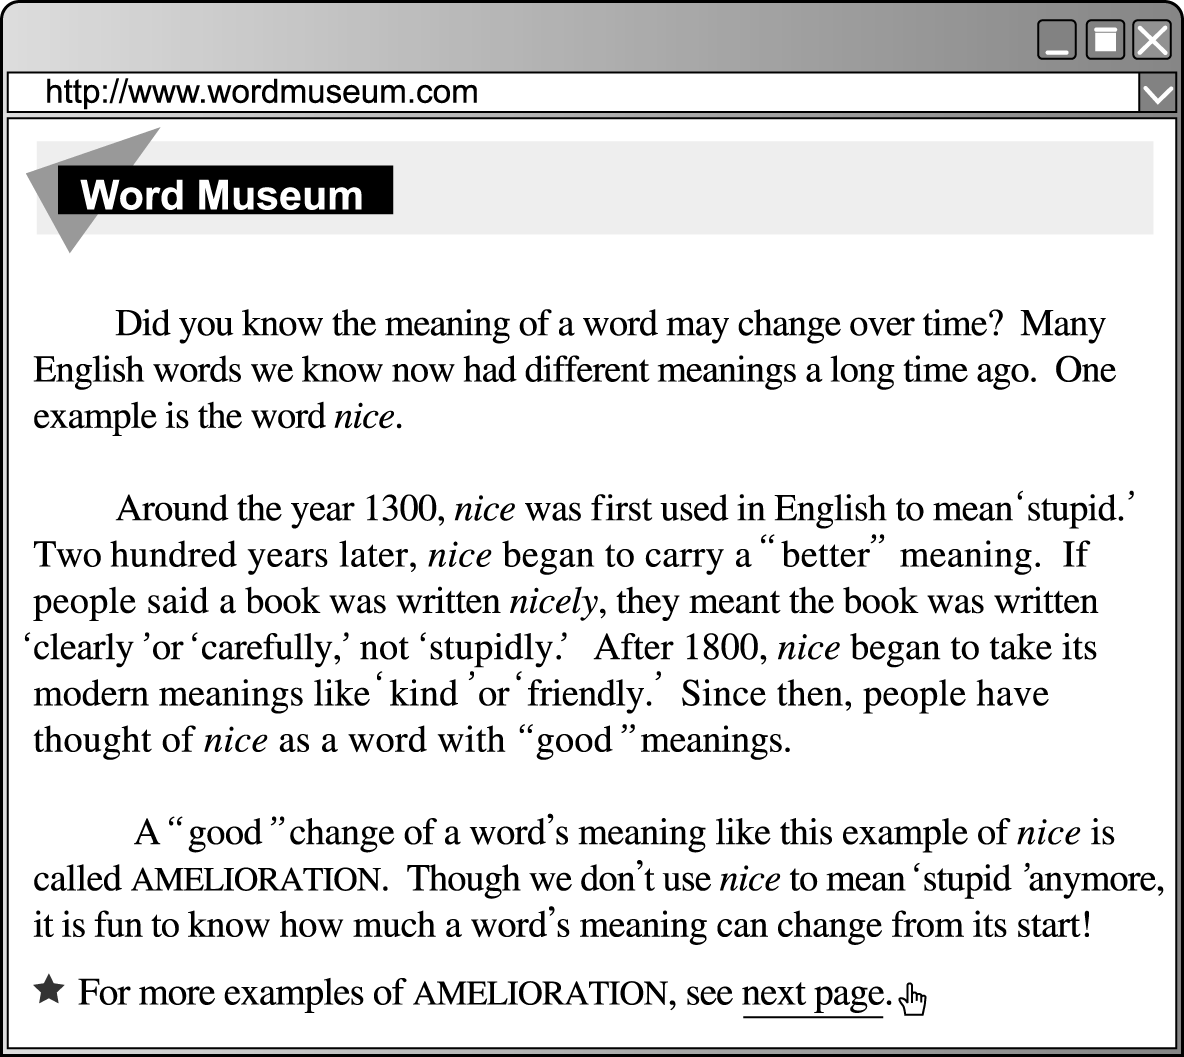 http://www.wordmuseum.com
Word Museum
Did you know the meaning of a word may change over time? Many
English words we know now had different meanings a long time ago. One
example is the word nice.
Around the year 1300, nice was first used in English to mean ‘stupid.’
Two hundred years later, nice began to carry a “better” meaning. If
people said a book was written nicely, they meant the book was written
‘clearly’ or ‘carefully,’ not ‘stupidly.’ After 1800, nice began to take its
modern meanings like ‘kind’ or ‘friendly.’ Since then, people have
thought of nice as a word with “good” meanings.
A “good” change of a word’s meaning like this example of nice is
called AMELIORATION. Though we don’t use nice to mean ‘stupid’ anymore,
it is fun to know how much a word’s meaning can change from its start!
★ For more examples of AMELIORATION, see next page.